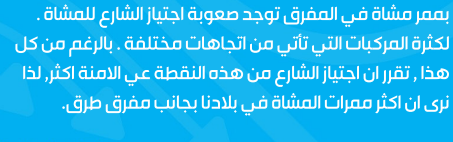 بممر مشاة في المفرق توجد صعوبة اجتياز الشارع للمشاة .
لكثرة المركبات التي تأتي من اتجاهات مختلفة . بالرغم من كل
هذا , تقرر ان اجتياز الشارع من هذه النقطة عي الامنة اكثر, لذا
نرى ان اكثر ممرات المشاة في بلادنا بجانب مفرق طرق.